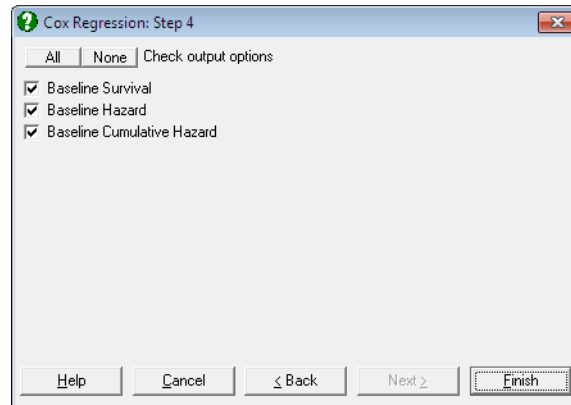 Cox Regression: Step 4
All None Check output options
Baseline Survival
Baseline Hazard
Baseline Cumulative Hazard
Help Cancel < Back Next > Finish